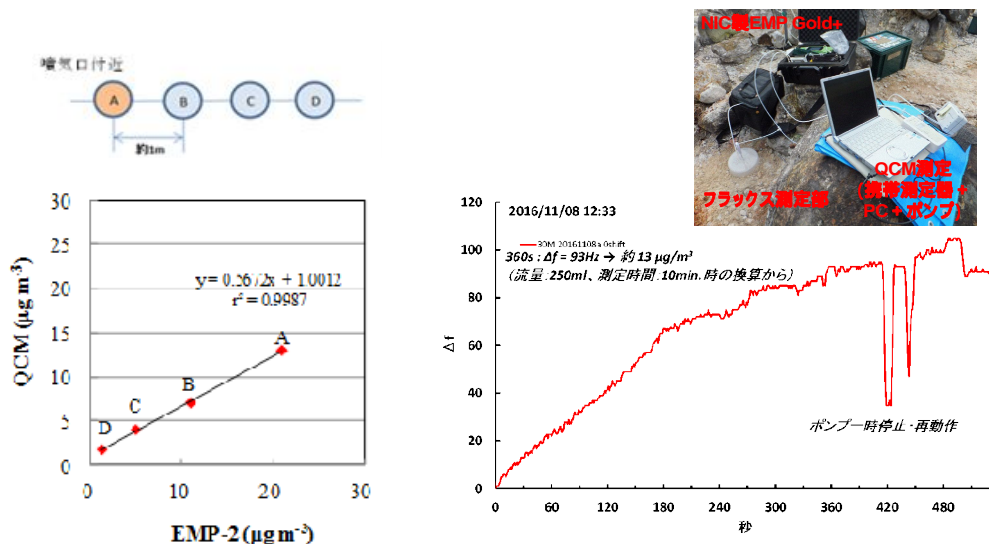 噴気口付近
A
B
C
D
約1m
NIC製EMP Gold+
フラックス測定部
QCM測定
(携帯測定器 +
PC + ポンプ)
30
25
20
15
10
5
0
QCM (μg m⁻³)
y = 0.5672x + 1.0012
r² = 0.9987
A
B
C
D
0
10
20
30
EMP-2 (μg m⁻³)
120
100
80
60
40
20
0
Δf
2016/11/08 12:33
30M 20161108a 0shift
360s : Δf = 93Hz → 約 13 μg/m³
(流量:250ml、測定時間:10min.時の換算から)
ポンプ一時停止・再動作
0
60
120
180
240
300
360
420
480
秒